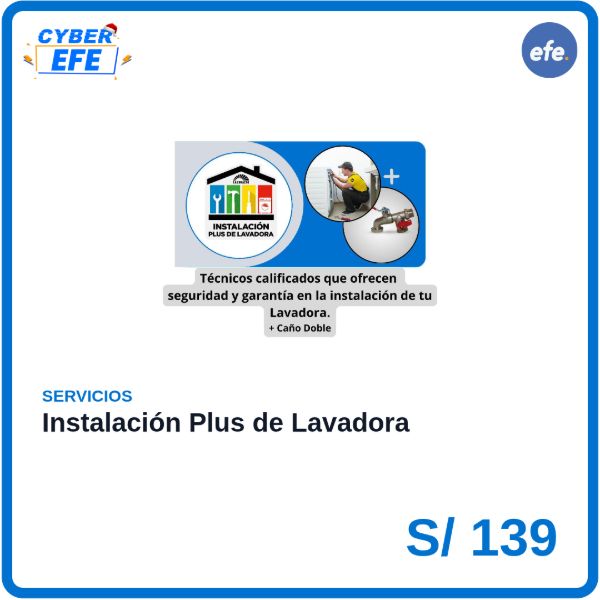 CYBER
EFE
efe.
INSTALACIÓN
PLUS DE LAVADORA
+
Técnicos calificados que ofrecen
seguridad y garantía en la instalación de tu
Lavadora.
+ Caño Doble
SERVICIOS
Instalación Plus de Lavadora
S/ 139